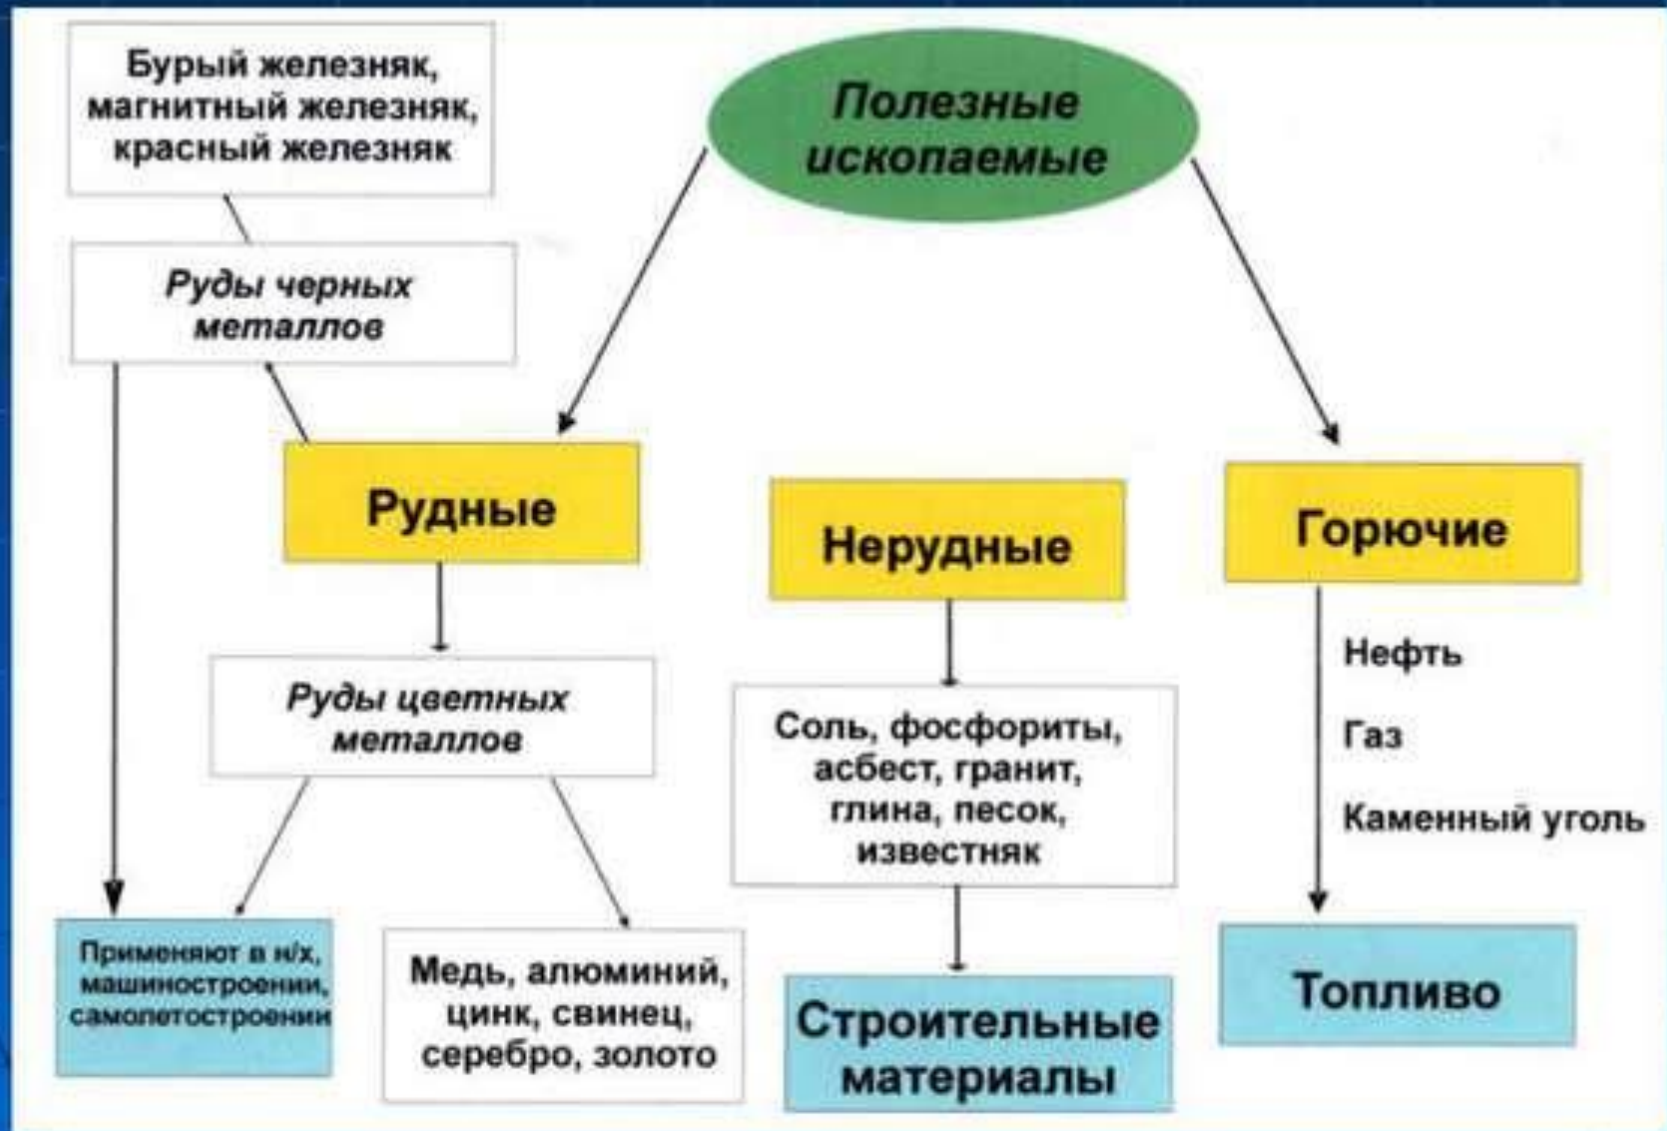 Бурый железняк,
магнитный железняк,
красный железняк
Полезные
ископаемые
Руды черных
металлов
Рудные
Нерудные
Горючие
Руды цветных
металлов
Соль, фосфориты,
асбест, гранит,
глина, песок,
известняк
Нефть
Газ
Каменный уголь
Применяют в н/х,
машиностроении,
самолетостроении
Медь, алюминий,
цинк, свинец,
серебро, золото
Строительные
материалы
Топливо